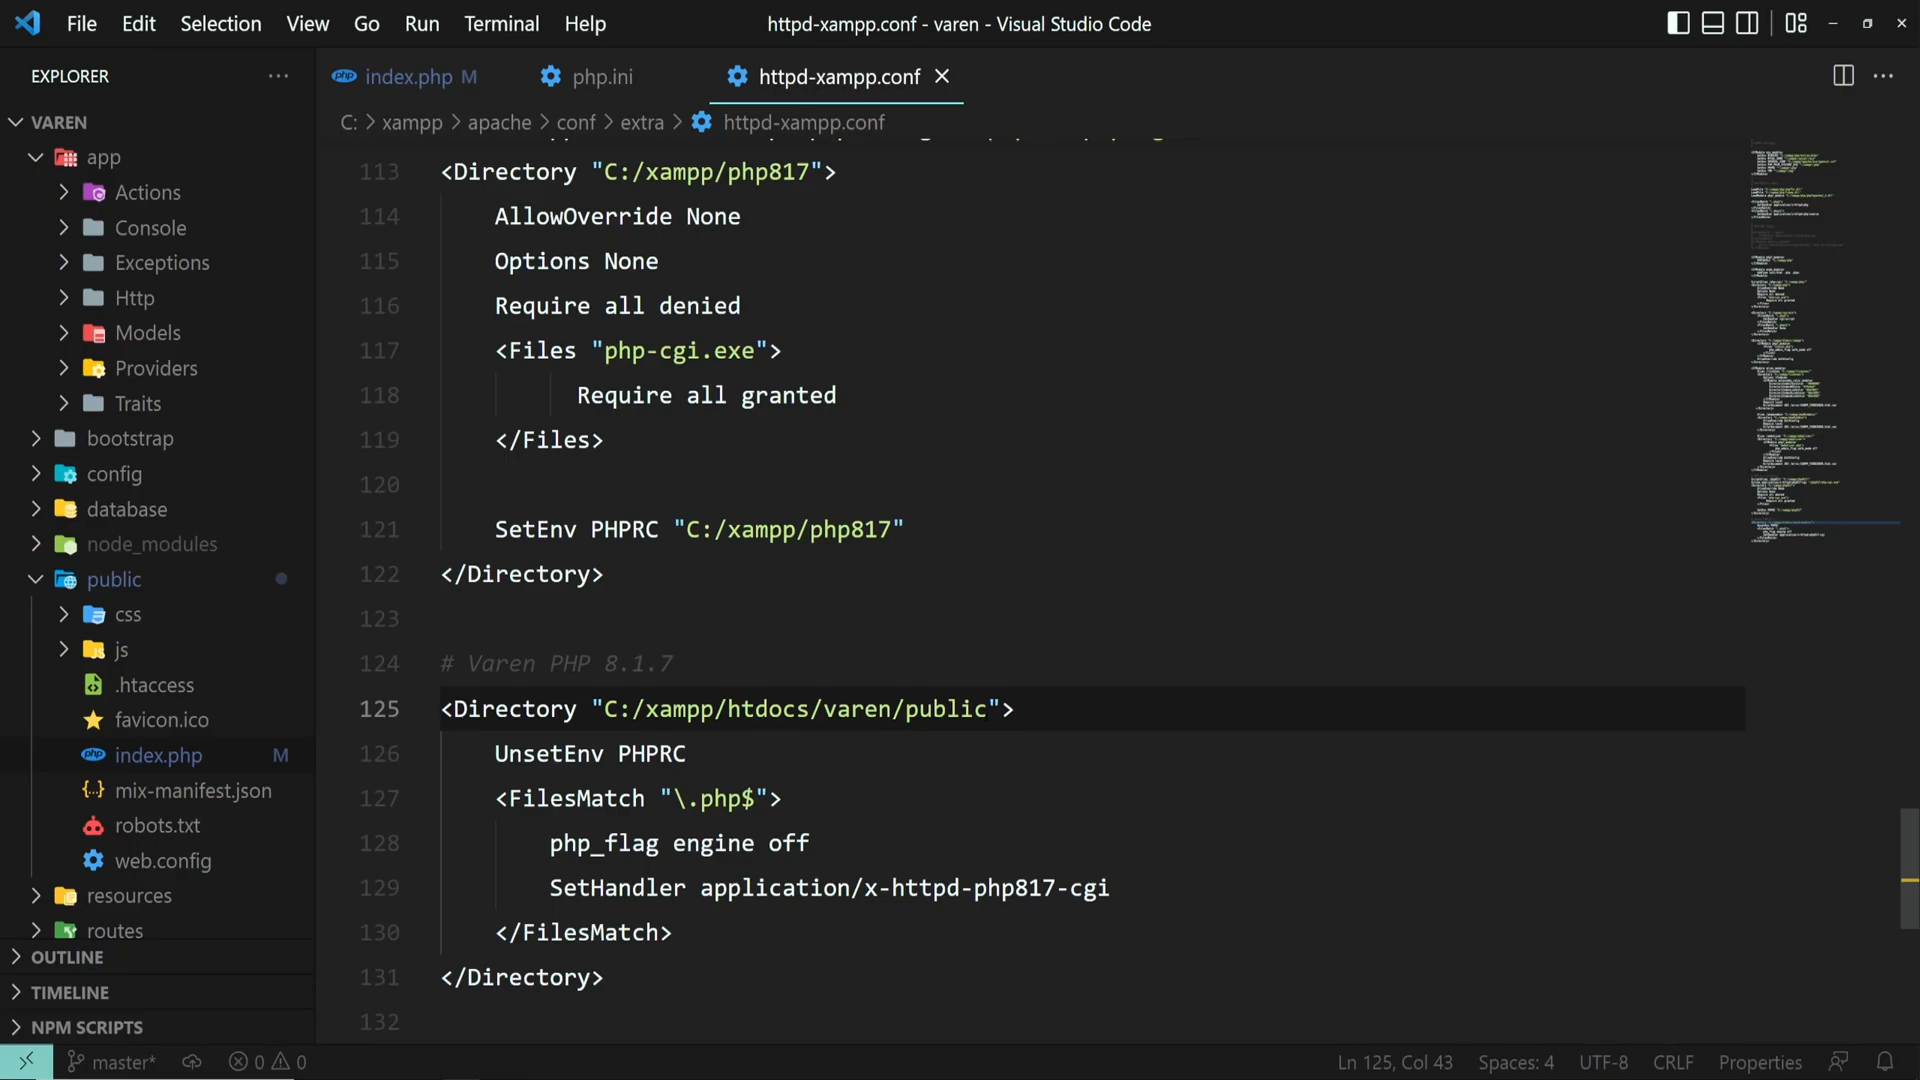 File Edit Selection View Go Run Terminal Help httpd-xampp.conf - varen - Visual Studio Code
EXPLORER
VAREN
app
Actions
Console
Exceptions
Http
Models
Providers
Traits
bootstrap
config
database
node_modules
public
css
js
.htaccess
favicon.ico
index.php M
mix-manifest.json
robots.txt
web.config
resources
routes
OUTLINE
TIMELINE
NPM SCRIPTS
index.php M php.ini httpd-xampp.conf
C: > xampp > apache > conf > extra > httpd-xampp.conf
113 <Directory "C:/xampp/php817">
114 AllowOverride None
115 Options None
116 Require all denied
117 <Files "php-cgi.exe">
118 Require all granted
119 </Files>
120
121 SetEnv PHPRC "C:/xampp/php817"
122 </Directory>
123
124 # Varen PHP 8.1.7
125 <Directory "C:/xampp/htdocs/varen/public">
126 UnsetEnv PHPRC
127 <FilesMatch "\.php$">
128 php_flag engine off
129 SetHandler application/x-httpd-php817-cgi
130 </FilesMatch>
131 </Directory>
132
master* 0 0 Ln 125, Col 43 Spaces: 4 UTF-8 CRLF Properties